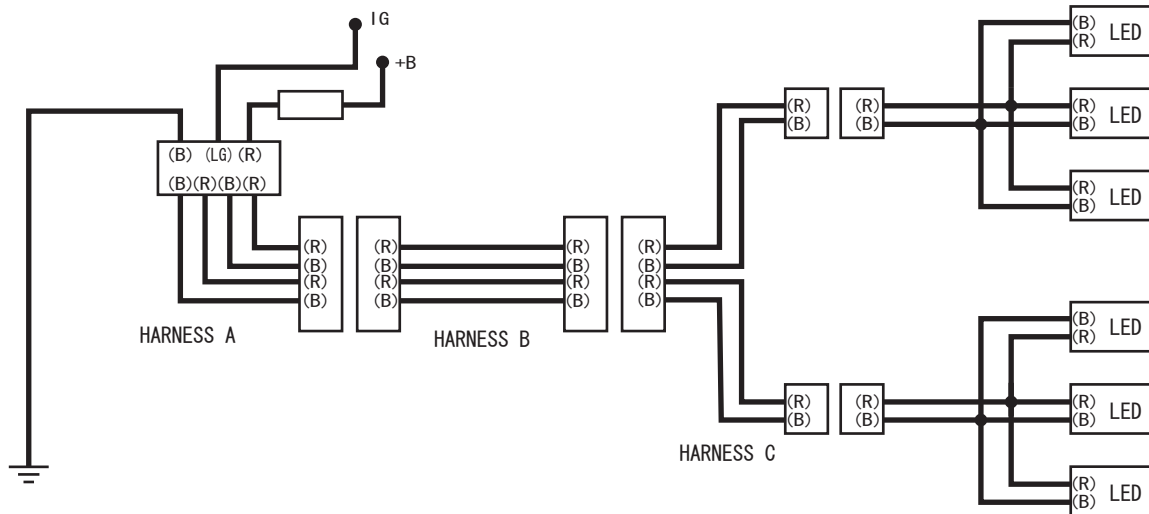 IG
+B
(B) (LG) (R)
(B)(R)(B)(R)
(R)
(B)
(R)
(B)
(R)
(B)
(R)
(B)
(R)
(B)
(R)
(B)
(R)
(B)
(R)
(B)
HARNESS A
HARNESS B
HARNESS C
(R)
(B)
(R)
(B)
(B)
(R)
LED
(R)
(B)
LED
(R)
(B)
LED
(R)
(B)
(R)
(B)
(B)
(R)
LED
(R)
(B)
LED
(R)
(B)
LED